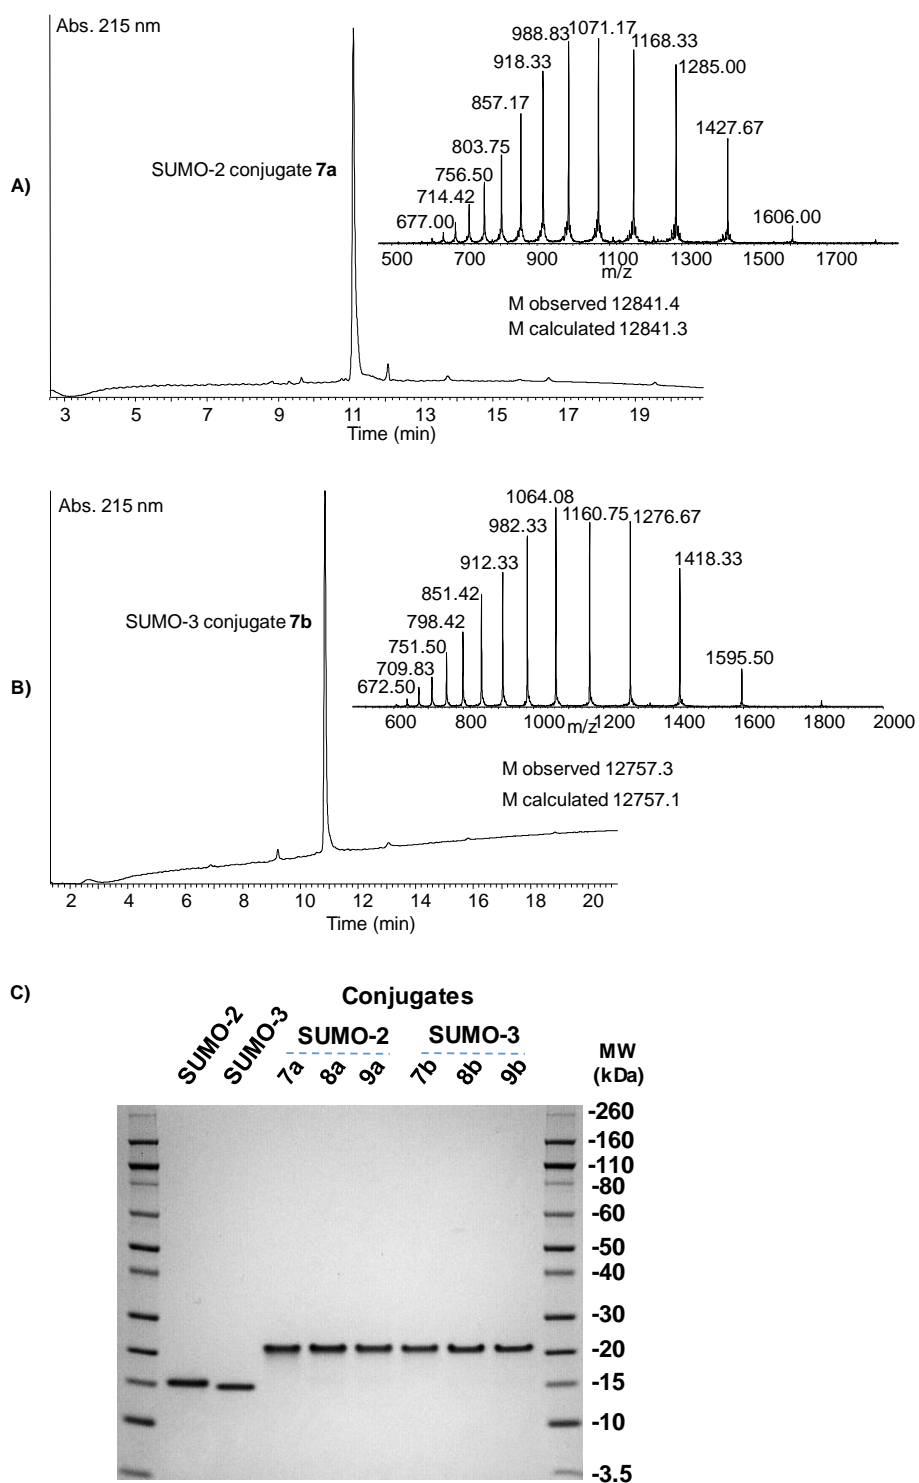 Abs. 215 nm
988.83 1071.17
1168.33
918.33
1285.00
857.17
1427.67
SUMO-2 conjugate 7a
803.75
A)
756.50
714.42
677.00
1606.00
500 700 900 1100 1300 1500 1700
m/z
M observed 12841.4
M calculated 12841.3
3 5 7 9 11 13 15 17 19
Time (min)
Abs. 215 nm
1064.08
982.33 1160.75 1276.67
912.33
1418.33
851.42
SUMO-3 conjugate 7b
798.42
751.50
709.83
1595.50
B)
672.50
600 800 1000 1200 1400 1600 1800 2000
m/z
M observed 12757.3
M calculated 12757.1
2 4 6 8 10 12 14 16 18 20
Time (min)
C)
Conjugates
SUMO-2 SUMO-3
SUMO-2 SUMO-3
7a 8a 9a 7b 8b 9b
MW
(kDa)
-260
-160
-110
-80
-60
-50
-40
-30
-20
-15
-10
-3.5